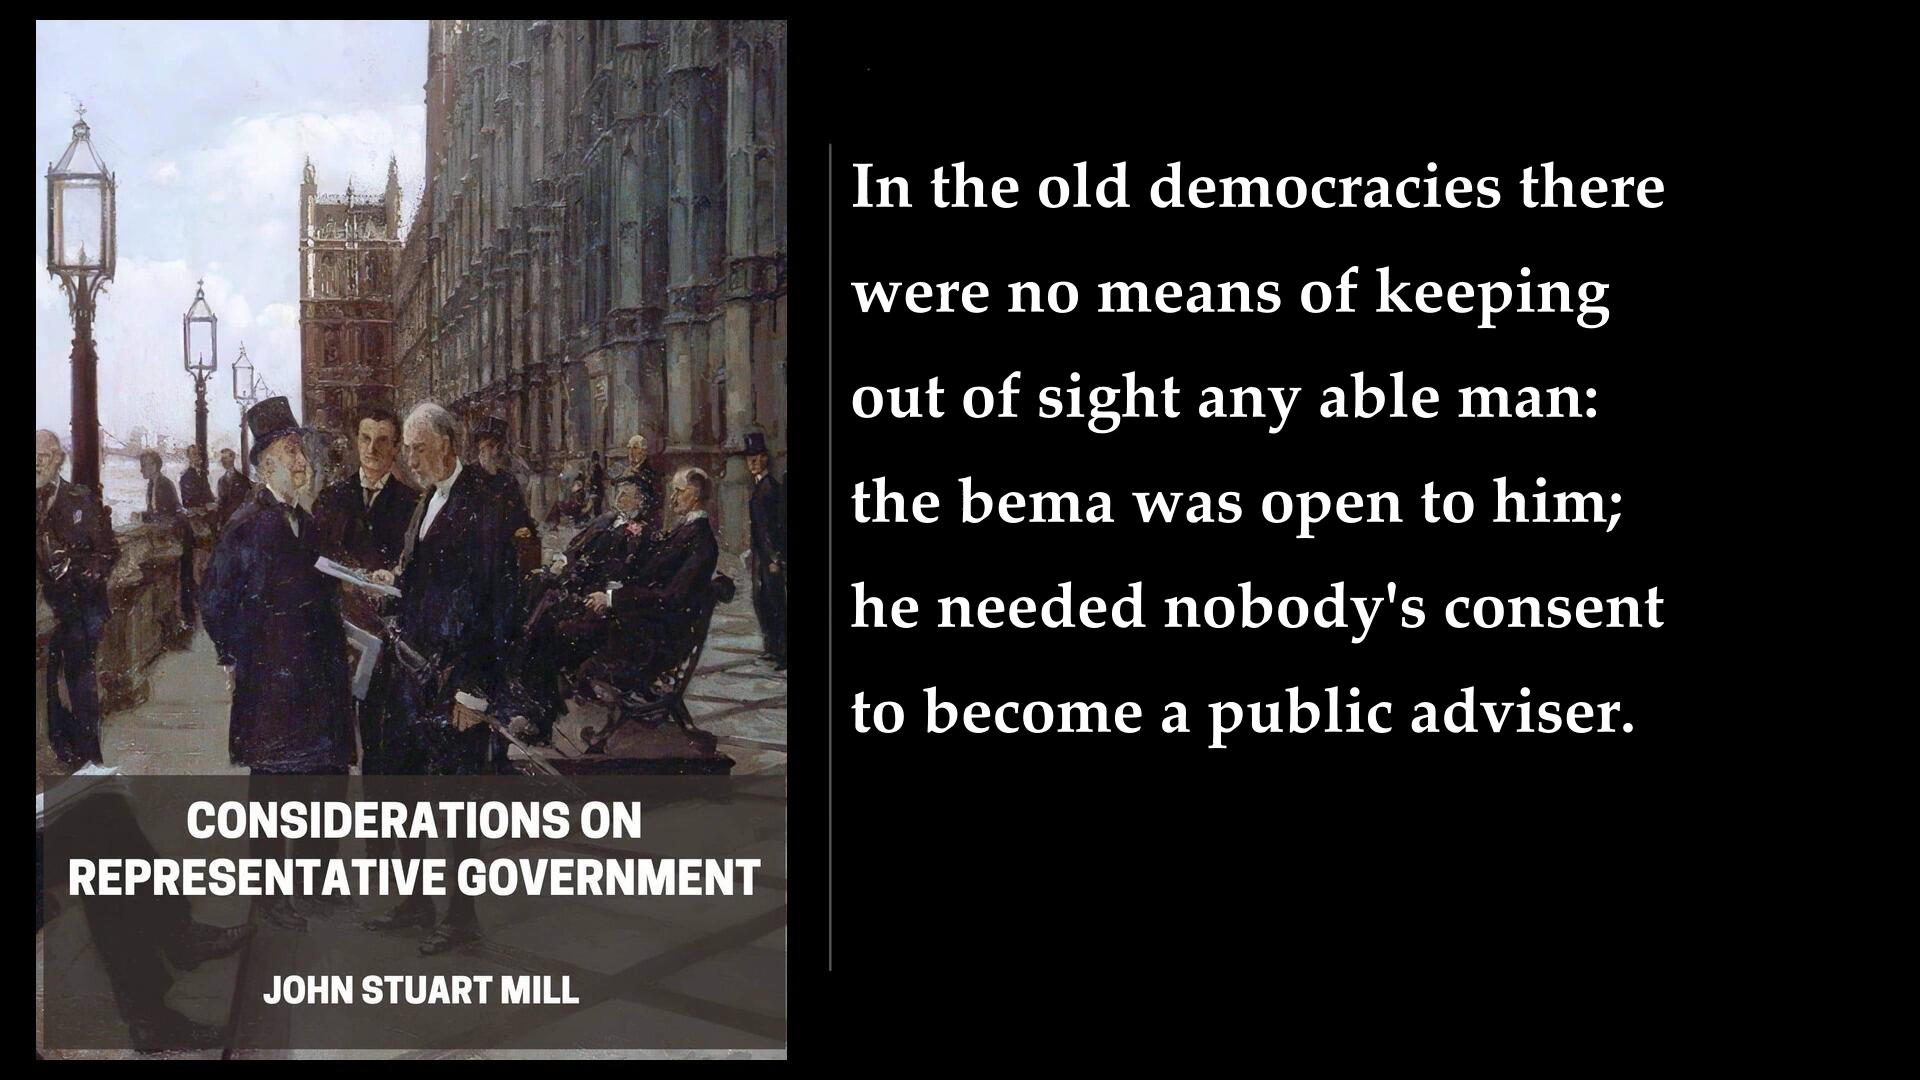 CONSIDERATIONS ON
REPRESENTATIVE GOVERNMENT
JOHN STUART MILL
In the old democracies there
were no means of keeping
out of sight any able man:
the bema was open to him;
he needed nobody's consent
to become a public adviser.